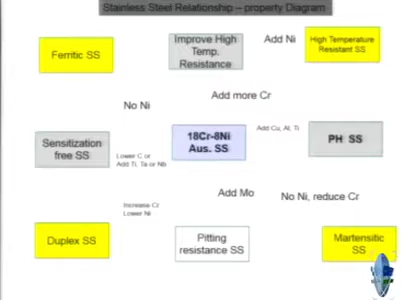 Stainless Steel Relationship – property Diagram
Ferritic SS
Improve High
Temp.
Resistance
Add Ni
High Temperature
Resistant SS
No Ni
Add more Cr
Sensitization
free SS
Lower C or
Add Ti, Ta or Nb
18Cr-8Ni
Aus. SS
Add Cu, Al, Ti
PH SS
Increase Cr
Lower Ni
Add Mo
No Ni, reduce Cr
Duplex SS
Pitting
resistance SS
Martensitic
SS